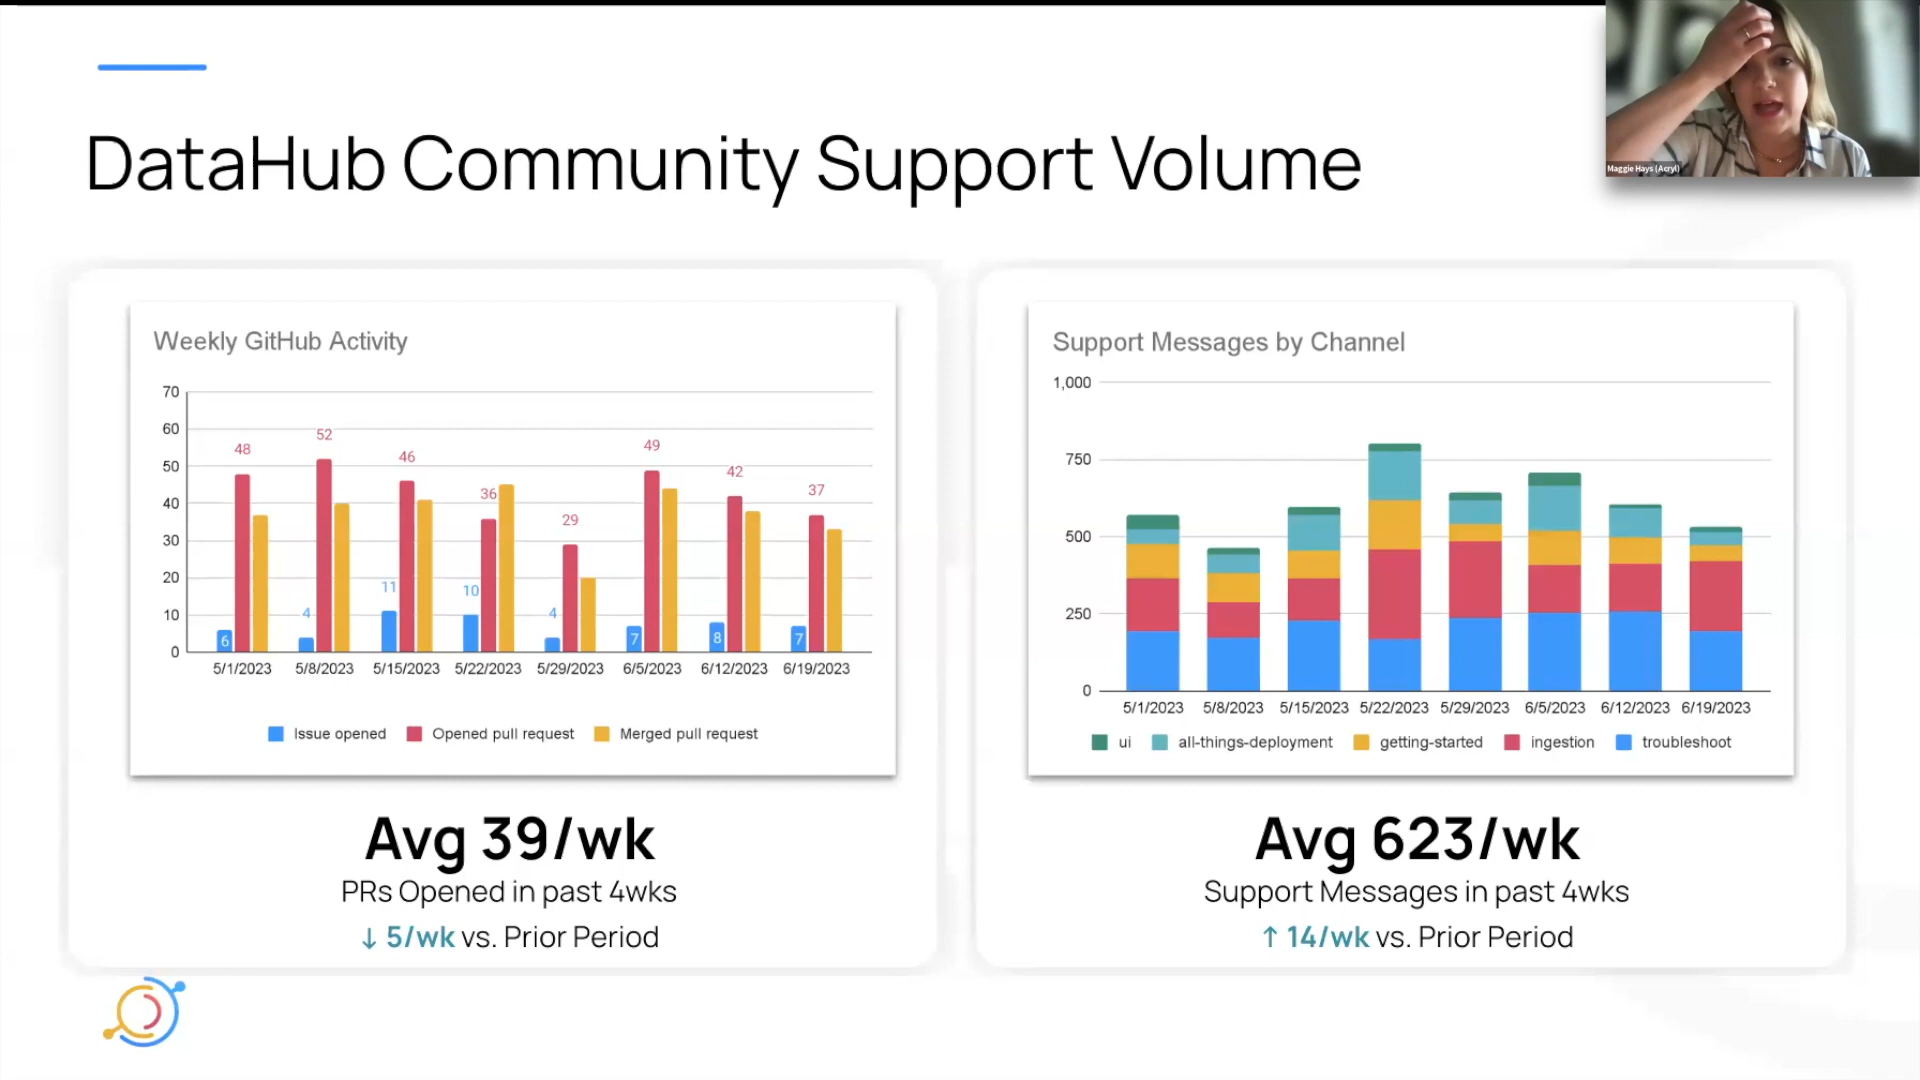 Maggie Hays (Acryl)
DataHub Community Support Volume
Weekly GitHub Activity
70
60
50
40
30
20
10
0
48
52
46
36
29
49
42
37
6
4
11
10
4
7
8
7
5/1/2023 5/8/2023 5/15/2023 5/22/2023 5/29/2023 6/5/2023 6/12/2023 6/19/2023
Issue opened Opened pull request Merged pull request
Avg 39/wk
PRs Opened in past 4wks
↓ 5/wk vs. Prior Period
Support Messages by Channel
1,000
750
500
250
0
5/1/2023 5/8/2023 5/15/2023 5/22/2023 5/29/2023 6/5/2023 6/12/2023 6/19/2023
ui all-things-deployment getting-started ingestion troubleshoot
Avg 623/wk
Support Messages in past 4wks
↑ 14/wk vs. Prior Period